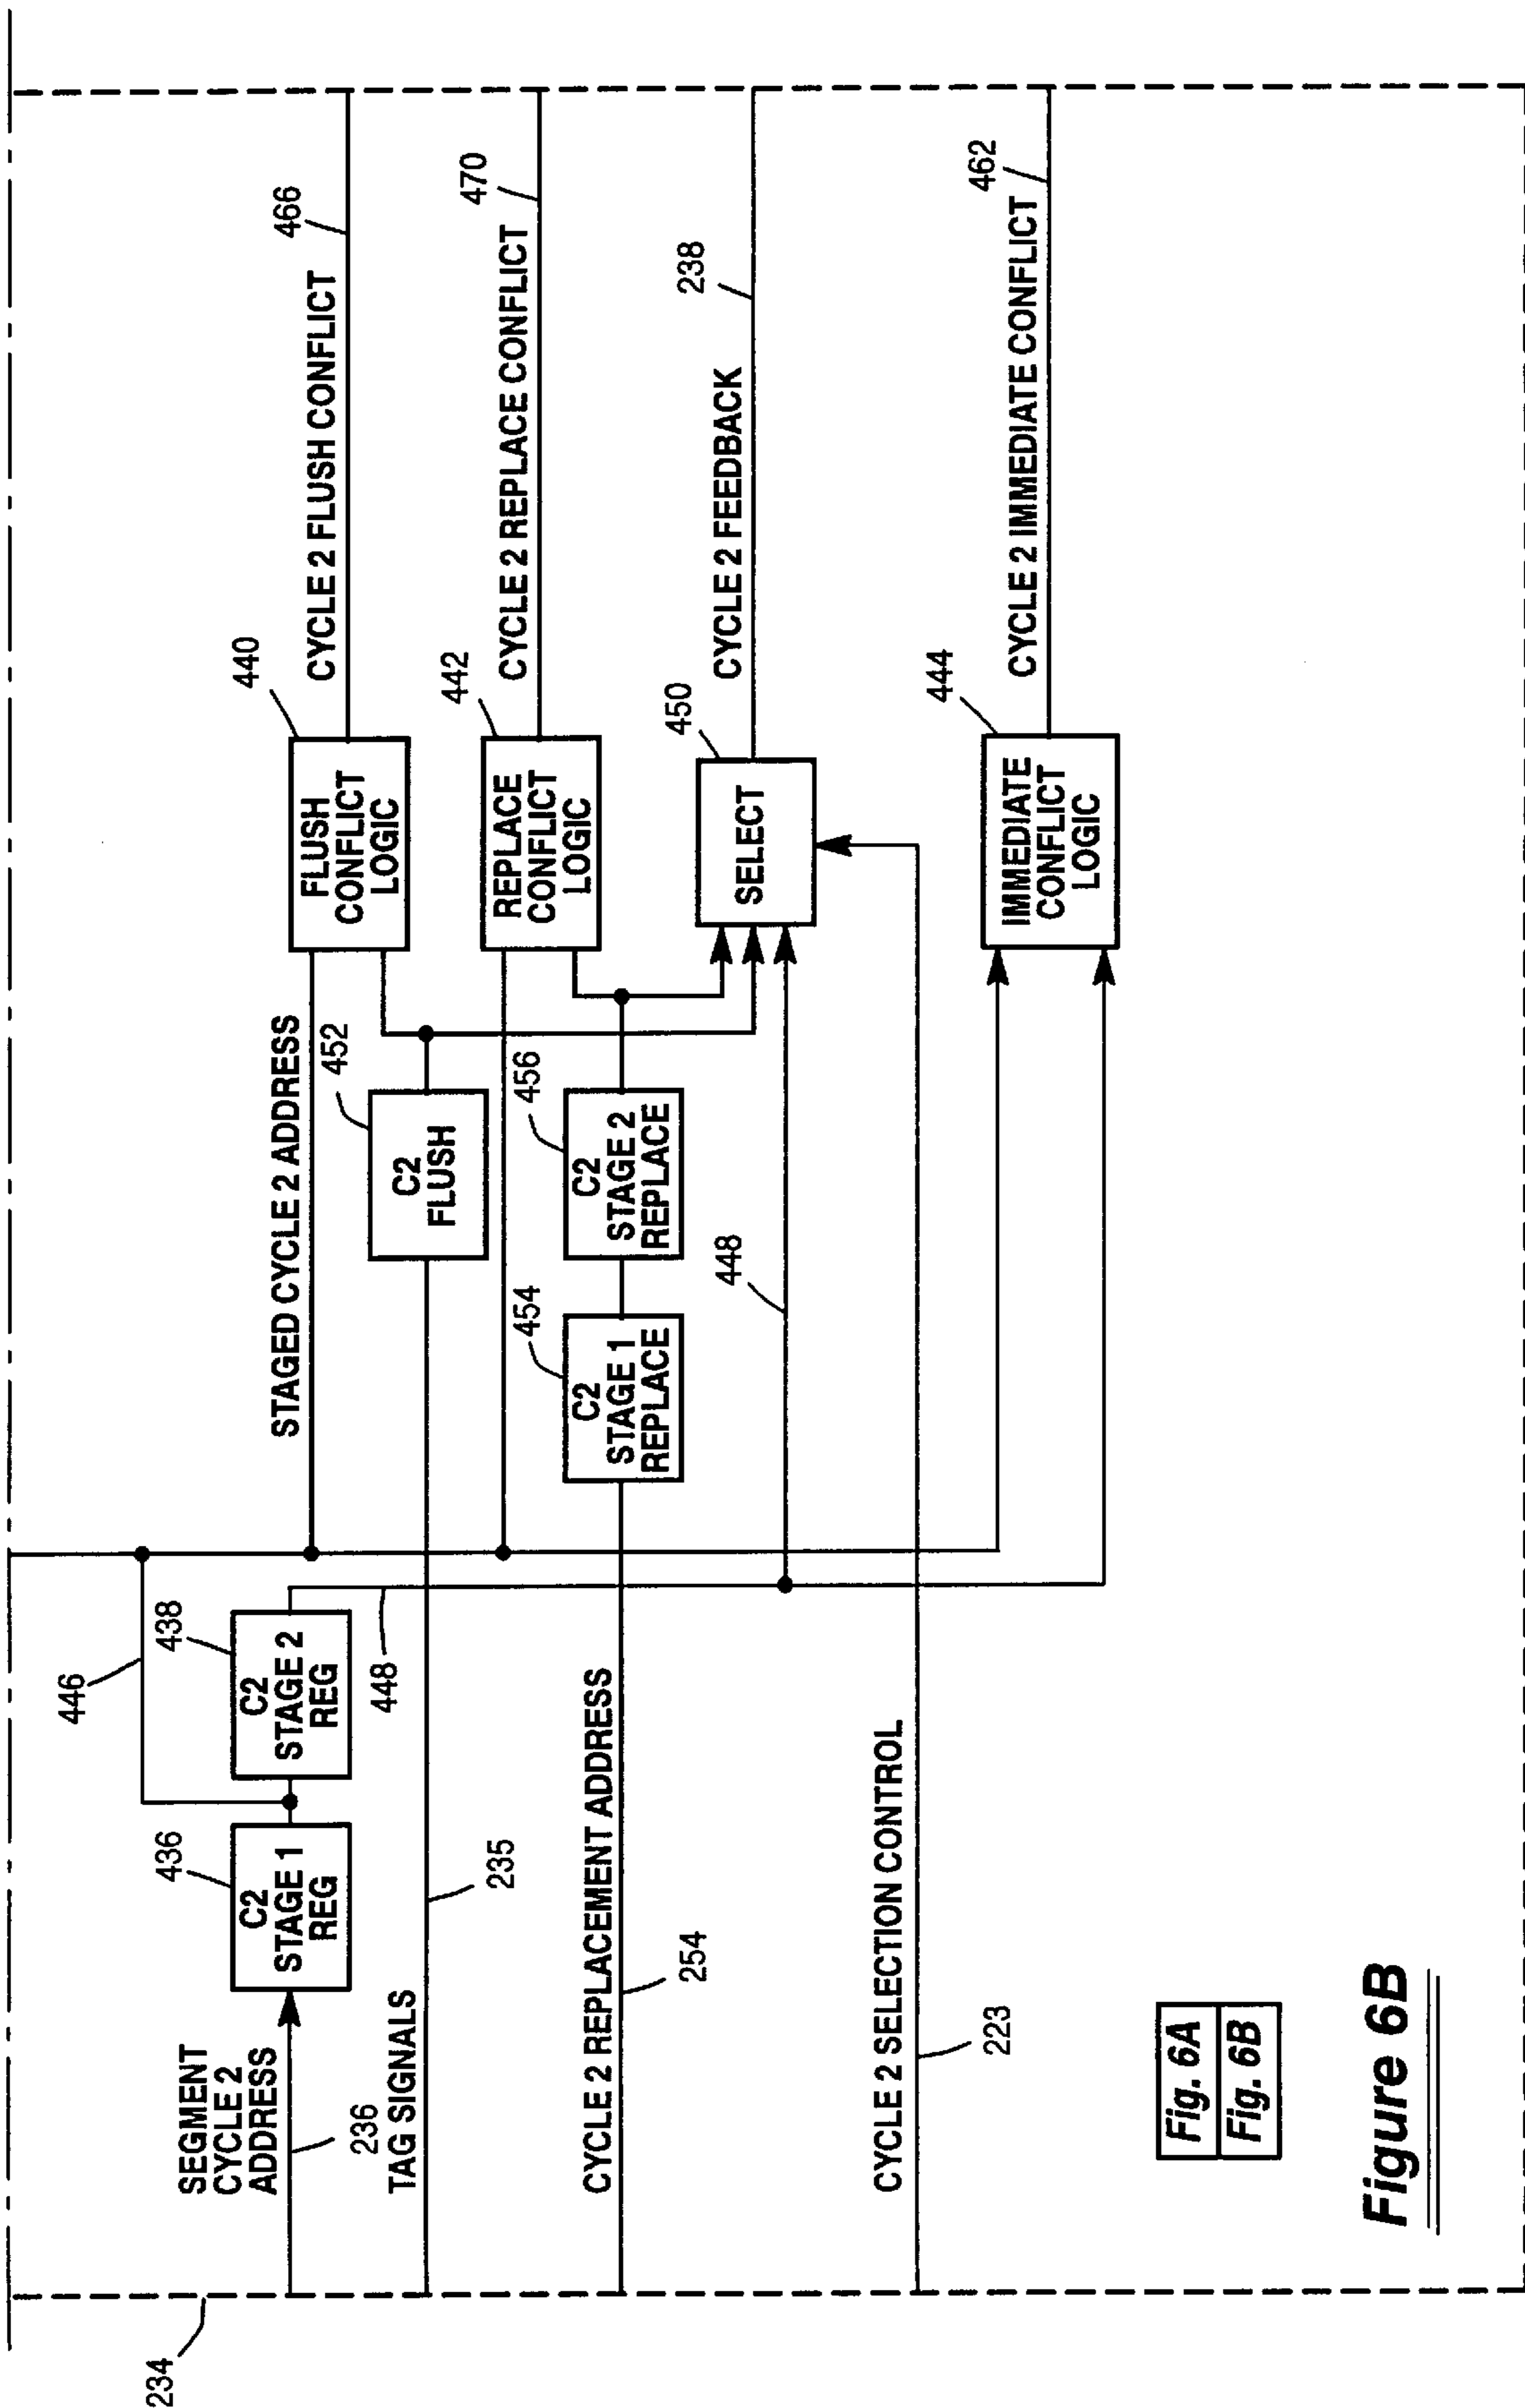 234
SEGMENT
CYCLE 2
ADDRESS
236
436
C2
STAGE 1
REG
446
438
C2
STAGE 2
REG
448
STAGED CYCLE 2 ADDRESS
440
FLUSH
CONFLICT
LOGIC
CYCLE 2 FLUSH CONFLICT
466
TAG SIGNALS
235
452
C2
FLUSH
442
REPLACE
CONFLICT
LOGIC
CYCLE 2 REPLACE CONFLICT
470
CYCLE 2 REPLACEMENT ADDRESS
254
454
C2
STAGE 1
REPLACE
456
C2
STAGE 2
REPLACE
448
450
SELECT
CYCLE 2 FEEDBACK
238
CYCLE 2 SELECTION CONTROL
223
444
IMMEDIATE
CONFLICT
LOGIC
CYCLE 2 IMMEDIATE CONFLICT
462
Fig. 6A
Fig. 6B
Figure 6B